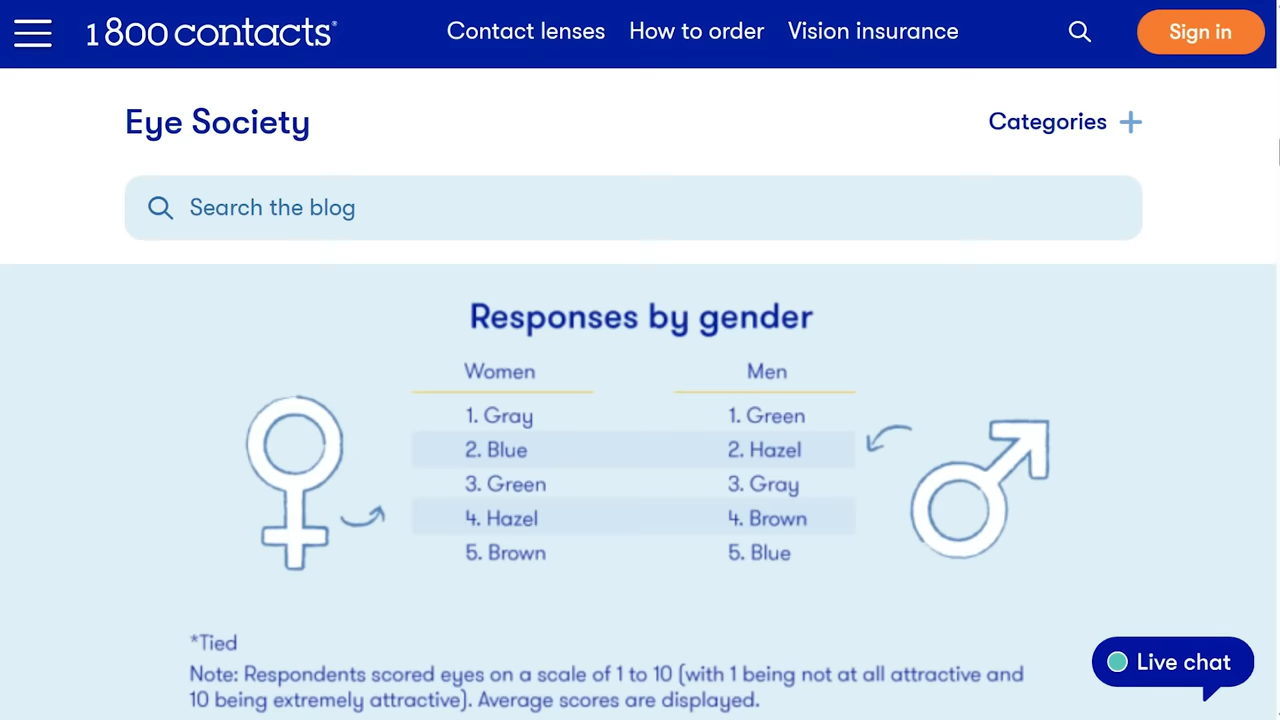 1 800 contacts
Contact lenses How to order Vision insurance
Sign in
Eye Society
Categories +
Search the blog
Responses by gender
Women Men
1. Gray 1. Green
2. Blue 2. Hazel
3. Green 3. Gray
4. Hazel 4. Brown
5. Brown 5. Blue
*Tied
Note: Respondents scored eyes on a scale of 1 to 10 (with 1 being not at all attractive and
10 being extremely attractive). Average scores are displayed.
Live chat